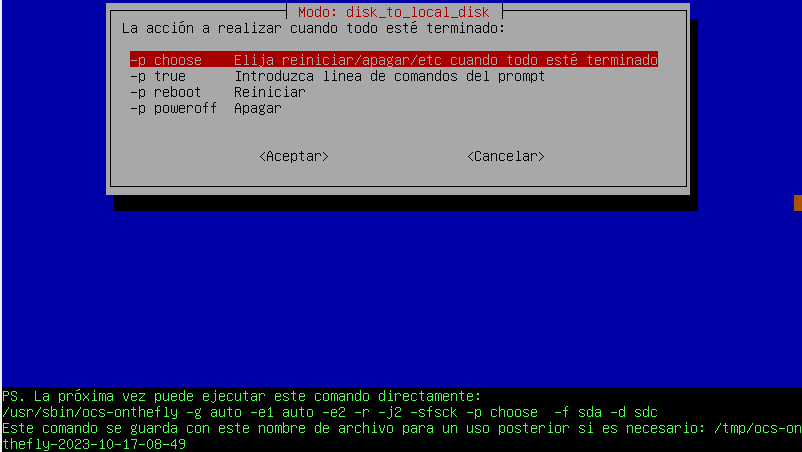 Modo: disk_to_local_disk
La acción a realizar cuando todo esté terminado:
-p choose Elija reiniciar/apagar/etc cuando todo esté terminado
-p true Introduzca linea de comandos del prompt
-p reboot Reiniciar
-p poweroff Apagar
<Aceptar> <Cancelar>
PS. La próxima vez puede ejecutar este comando directamente:
/usr/sbin/ocs-onthefly -g auto -e1 auto -e2 -r -j2 -sfsck -p choose -f sda -d sdc
Este comando se guarda con este nombre de archivo para un uso posterior si es necesario: /tmp/ocs-on
thefly-2023-10-17-08-49